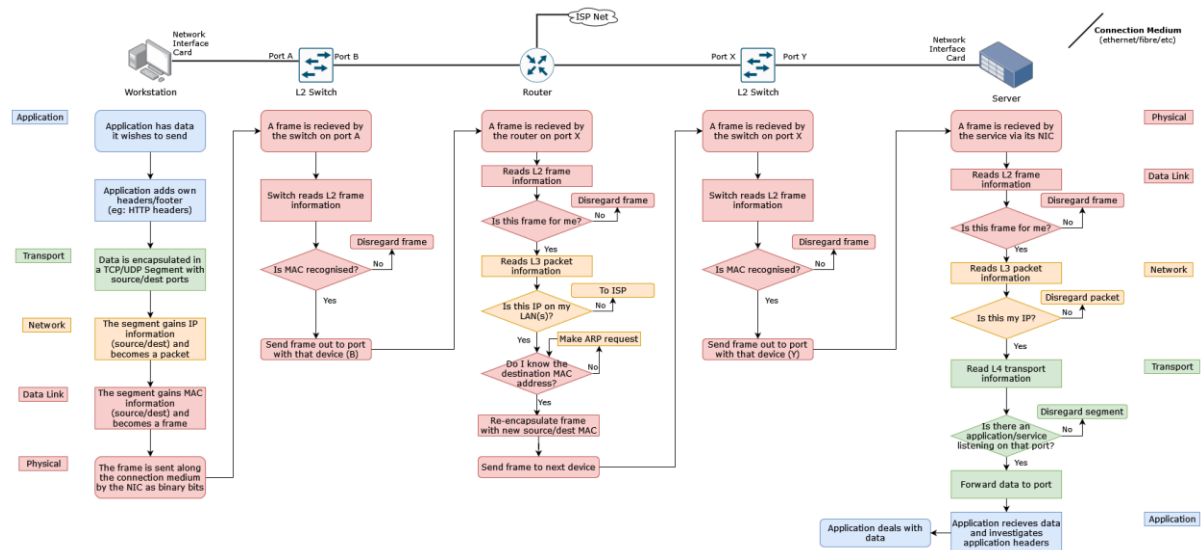 ISP Net
Network
Interface
Card
Port A
Port B
Port X
Port Y
Network
Interface
Card
Connection Medium
(ethernet/fibre/etc)
Workstation
L2 Switch
Router
L2 Switch
Server
Application
Transport
Network
Data Link
Physical
Application has data
it wishes to send
Application adds own
headers/footer
(eg: HTTP headers)
Data is encapsulated in
a TCP/UDP Segment with
source/dest ports
The segment gains IP
information
(source/dest) and
becomes a packet
The segment gains MAC
information
(source/dest) and
becomes a frame
The frame is sent along
the connection medium
by the NIC as binary bits
A frame is recieved by
the switch on port A
Switch reads L2 frame
information
Is MAC recognised?
No
Disregard frame
Yes
Send frame out to port
with that device (B)
A frame is recieved by
the router on port X
Reads L2 frame
information
Is this frame for me?
No
Disregard frame
Yes
Reads L3 packet
information
Is this IP on my
LAN(s)?
No
To ISP
Yes
Make ARP request
Do I know the
destination MAC
address?
No
Yes
Re-encapsulate frame
with new source/dest MAC
Send frame to next device
A frame is recieved by
the switch on port X
Switch reads L2 frame
information
Is MAC recognised?
No
Disregard frame
Yes
Send frame out to port
with that device (Y)
A frame is recieved by
the service via its NIC
Reads L2 frame
information
Is this frame for me?
No
Disregard frame
Yes
Reads L3 packet
information
Is this my IP?
No
Disregard packet
Yes
Read L4 transport
information
Is there an
application/service
listening on that port?
No
Disregard segment
Yes
Forward data to port
Application recieves data
and investigates
application headers
Application deals with
data
Physical
Data Link
Network
Transport
Application